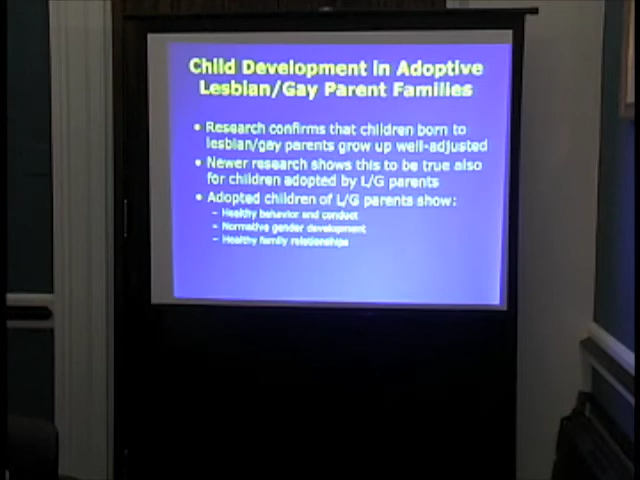 Child Development in Adoptive
Lesbian/Gay Parent Families
• Research confirms that children born to
lesbian/gay parents grow up well-adjusted
• Newer research shows this to be true also
for children adopted by L/G parents
• Adopted children of L/G parents show:
– Healthy behavior and conduct
– Normative gender development
– Healthy family relationships